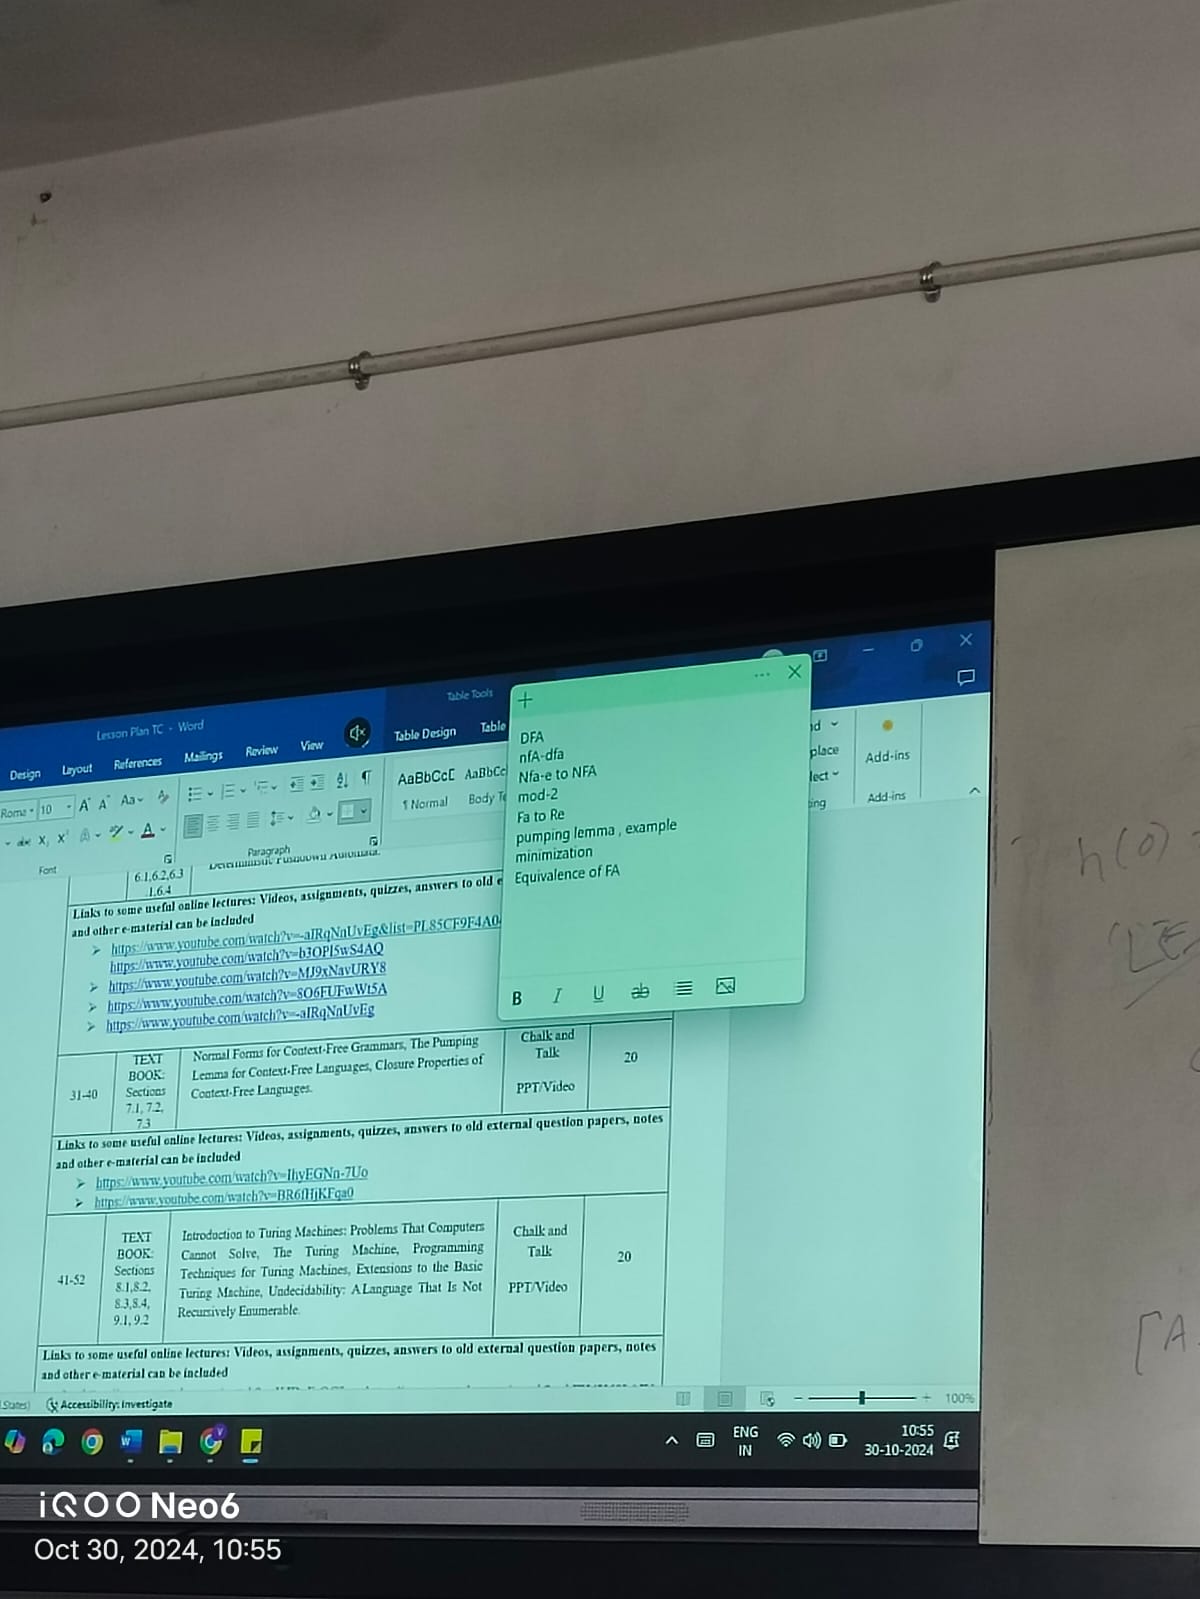 Table Tools
Lesson Plan TC - Word
Design
Layout
References
Mailings
Review
View
Table Design
Table
10
Aa
AaBbCcD
AaBbCc
¶ Normal
Body Te
Font
Paragraph
place
Add-ins
Add-ins
DFA
nfA-dfa
Nfa-e to NFA
mod-2
Fa to Re
pumping lemma , example
minimization
Equivalence of FA
B I U ab
6.1,6.2,6.3
.1,6.4
Deterministic Pushdown Automata.
Links to some useful online lectures: Videos, assignments, quizzes, answers to old e
and other e-material can be included
https://www.youtube.com/watch?v=-aIRqNnUvEg&list=PL85CF9F4A04
https://www.youtube.com/watch?v=b3OPI5wS4AQ
https://www.youtube.com/watch?v=MJ9xNavURY8
https://www.youtube.com/watch?v=8O6FUFwWt5A
https://www.youtube.com/watch?v=-aIRqNnUvEg
31-40
TEXT
BOOK:
Sections
7.1, 7.2,
7.3
Normal Forms for Context-Free Grammars, The Pumping
Lemma for Context-Free Languages, Closure Properties of
Context-Free Languages.
Chalk and
Talk
PPT/Video
20
Links to some useful online lectures: Videos, assignments, quizzes, answers to old external question papers, notes
and other e-material can be included
https://www.youtube.com/watch?v=IhyEGNn-7Uo
https://www.youtube.com/watch?v=BR6fHjKFqa0
41-52
TEXT
BOOK:
Sections
8.1,8.2,
8.3,8.4,
9.1, 9.2
Introduction to Turing Machines: Problems That Computers
Cannot Solve, The Turing Machine, Programming
Techniques for Turing Machines, Extensions to the Basic
Turing Machine, Undecidability: A Language That Is Not
Recursively Enumerable.
Chalk and
Talk
PPT/Video
20
Links to some useful online lectures: Videos, assignments, quizzes, answers to old external question papers, notes
and other e-material can be included
States)
Accessibility: Investigate
100%
ENG
IN
10:55
30-10-2024
h(0)
[A
iQOO Neo6
Oct 30, 2024, 10:55